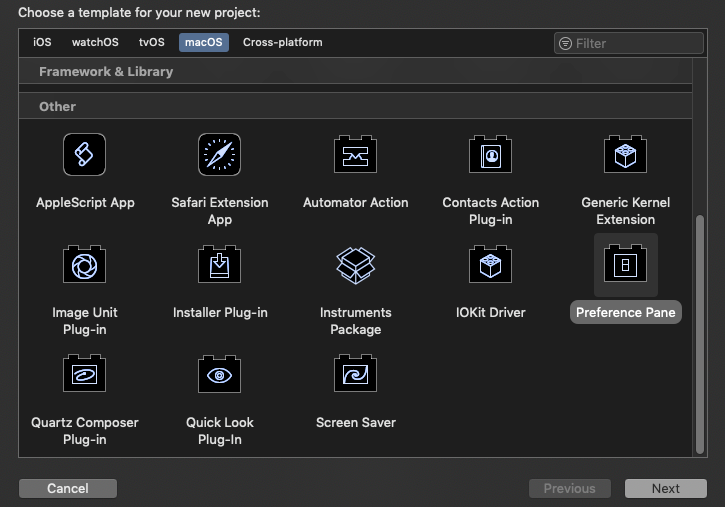 Choose a template for your new project:
iOS watchOS tvOS macOS Cross-platform Filter
Framework & Library
Other
AppleScript App Safari Extension Automator Action Contacts Action Generic Kernel
App Plug-in Extension
Image Unit Installer Plug-in Instruments IOKit Driver Preference Pane
Plug-in Package
Quartz Composer Quick Look Screen Saver
Plug-in Plug-In
Cancel Previous Next